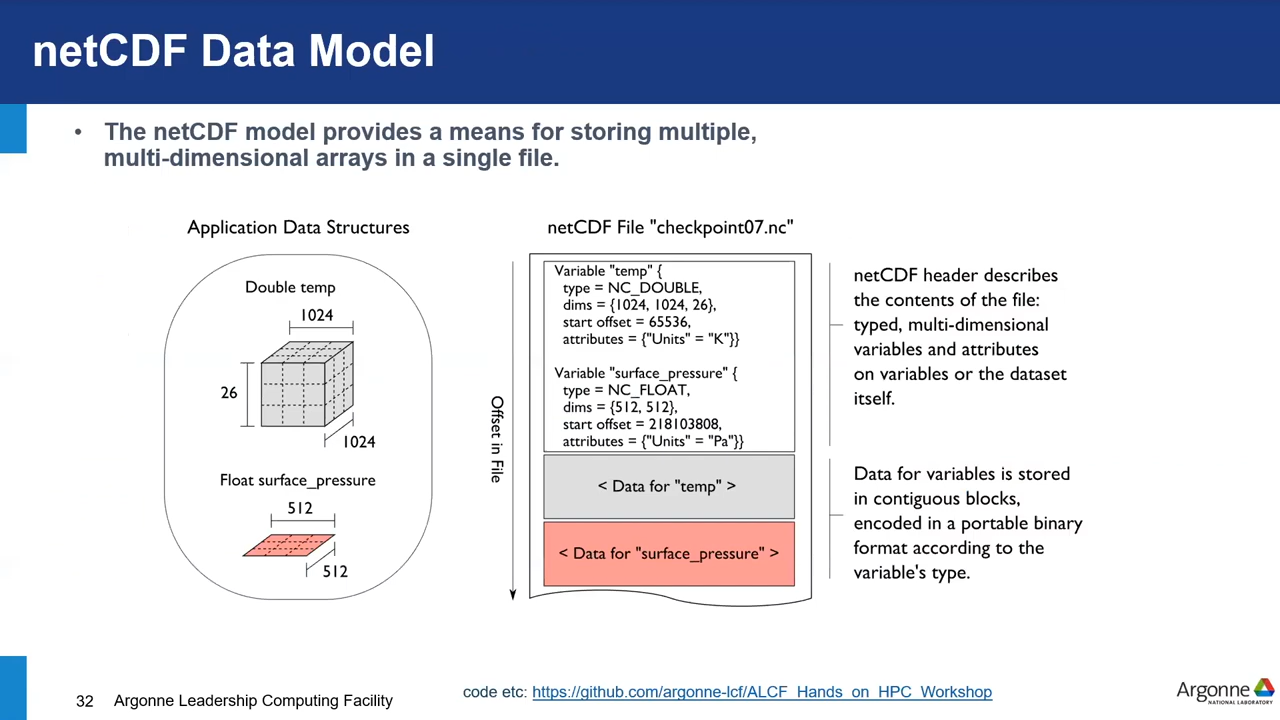 netCDF Data Model
• The netCDF model provides a means for storing multiple,
multi-dimensional arrays in a single file.
Application Data Structures
Double temp
1024
26
1024
Float surface_pressure
512
512
netCDF File "checkpoint07.nc"
Offset in File
Variable "temp" {
type = NC_DOUBLE,
dims = {1024, 1024, 26},
start offset = 65536,
attributes = {"Units" = "K"}}
Variable "surface_pressure" {
type = NC_FLOAT,
dims = {512, 512},
start offset = 218103808,
attributes = {"Units" = "Pa"}}
< Data for "temp" >
< Data for "surface_pressure" >
netCDF header describes
the contents of the file:
typed, multi-dimensional
variables and attributes
on variables or the dataset
itself.
Data for variables is stored
in contiguous blocks,
encoded in a portable binary
format according to the
variable's type.
32 Argonne Leadership Computing Facility
code etc: https://github.com/argonne-lcf/ALCF_Hands_on_HPC_Workshop
Argonne
NATIONAL LABORATORY